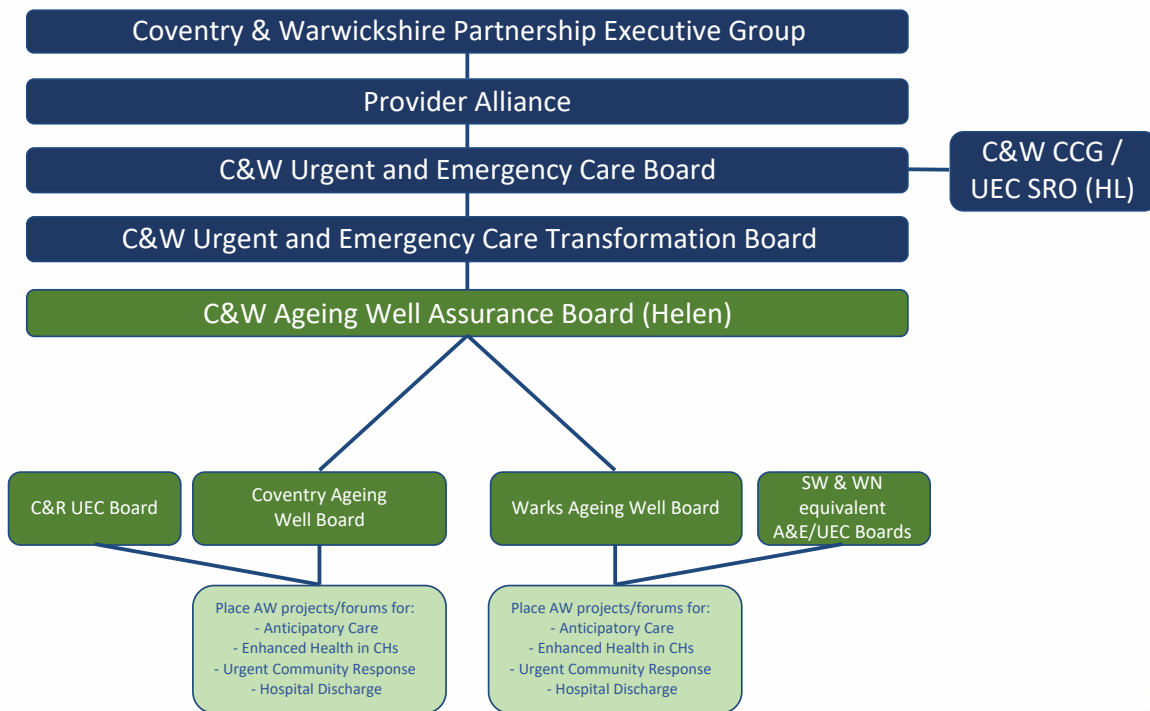 Coventry & Warwickshire Partnership Executive Group
Provider Alliance
C&W Urgent and Emergency Care Board
C&W CCG /
UEC SRO (HL)
C&W Urgent and Emergency Care Transformation Board
C&W Ageing Well Assurance Board (Helen)
C&R UEC Board
Coventry Ageing
Well Board
Warks Ageing Well Board
SW & WN
equivalent
A&E/UEC Boards
Place AW projects/forums for:
- Anticipatory Care
- Enhanced Health in CHs
- Urgent Community Response
- Hospital Discharge
Place AW projects/forums for:
- Anticipatory Care
- Enhanced Health in CHs
- Urgent Community Response
- Hospital Discharge